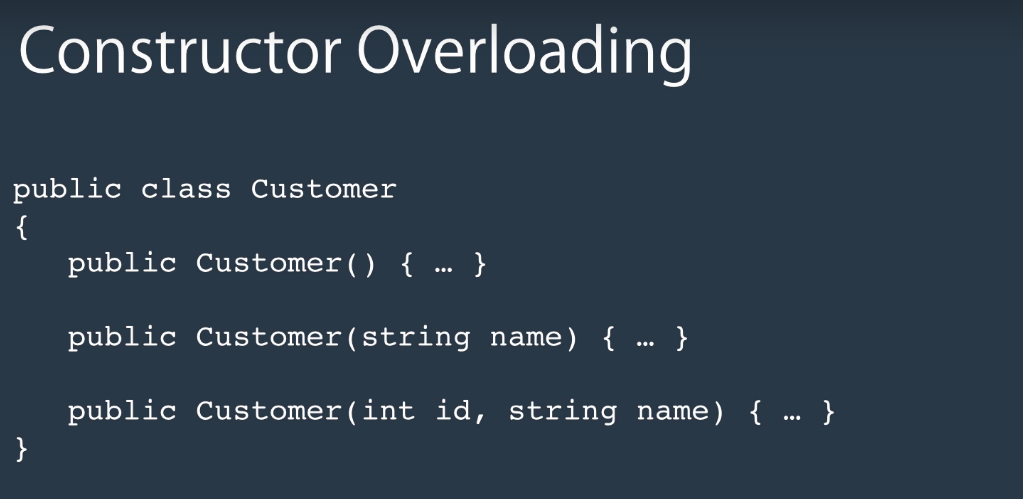 Constructor Overloading
public class Customer
{
public Customer() { … }
public Customer(string name) { … }
public Customer(int id, string name) { … }
}